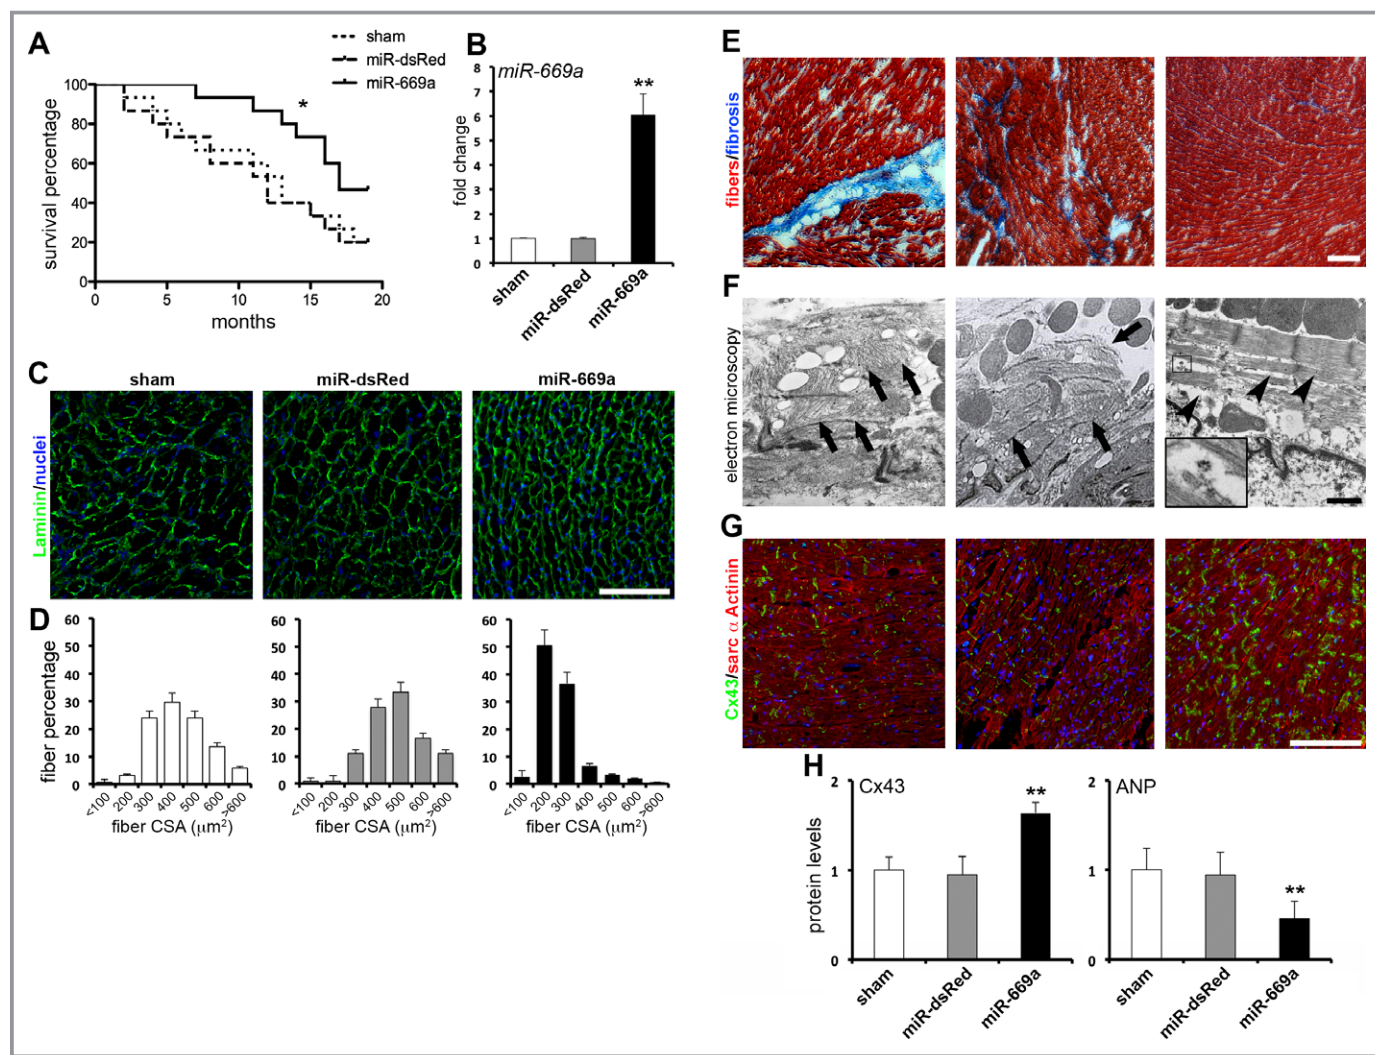 A
sham
miR-dsRed
miR-669a
survival percentage
100
80
60
40
20
0
*
0 5 10 15 20
months
B
miR-669a
fold change
8
7
6
5
4
3
2
1
0
**
sham
miR-dsRed
miR-669a
C
sham miR-dsRed miR-669a
Laminin/nuclei
D
fiber percentage
60
50
40
30
20
10
0
<100 200 300 400 500 600 >600
fiber CSA (μm²)
60
50
40
30
20
10
0
<100 200 300 400 500 600 >600
fiber CSA (μm²)
60
50
40
30
20
10
0
<100 200 300 400 500 600 >600
fiber CSA (μm²)
E
fibers/fibrosis
F
electron microscopy
G
Cx43/sarc α Actinin
H
protein levels
Cx43
2
1
0
**
sham
miR-dsRed
miR-669a
ANP
2
1
0
**
sham
miR-dsRed
miR-669a